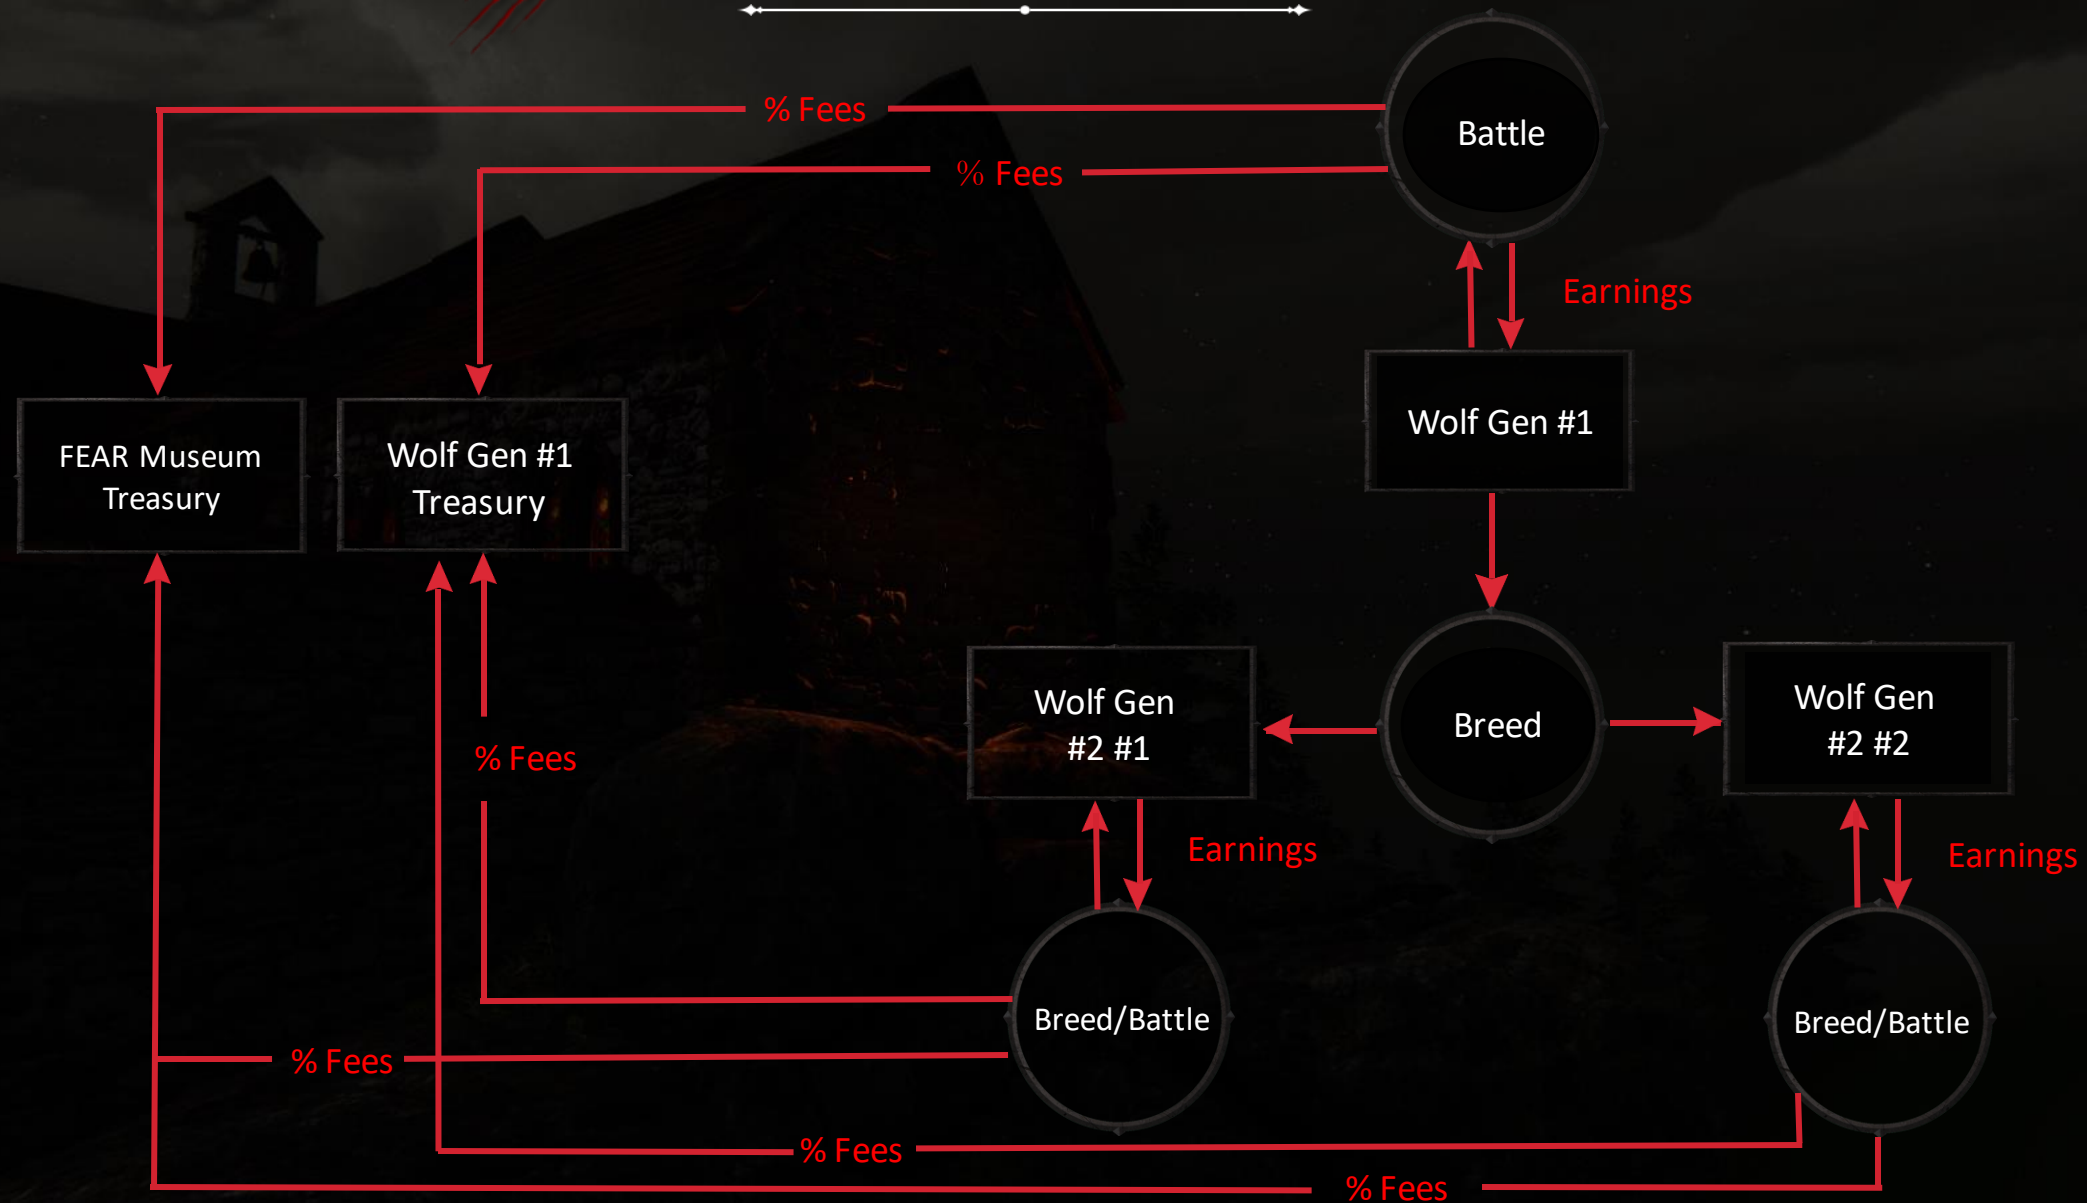 % Fees
Battle
% Fees
Earnings
Wolf Gen #1
FEAR Museum
Treasury
Wolf Gen #1
Treasury
Wolf Gen
#2 #1
Breed
Wolf Gen
#2 #2
% Fees
Earnings
Earnings
Breed/Battle
Breed/Battle
% Fees
% Fees
% Fees